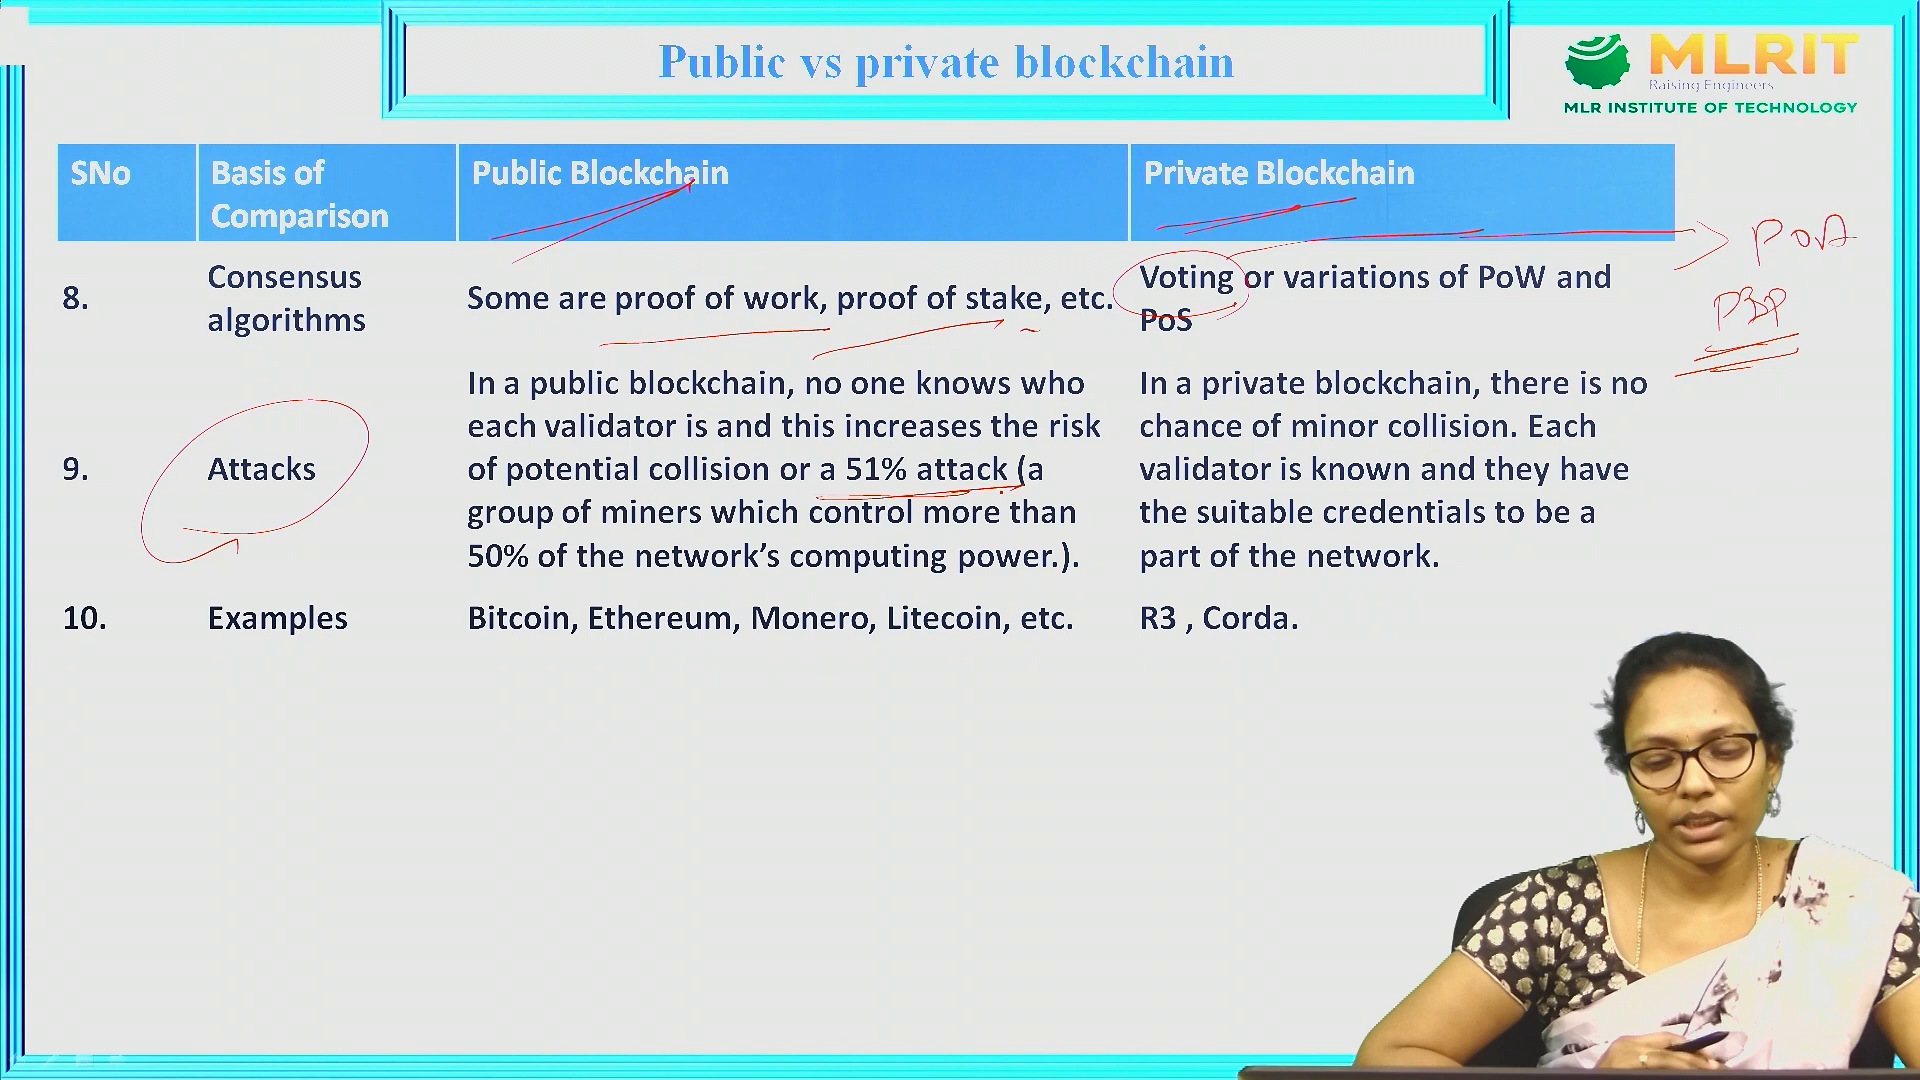 Public vs private blockchain
MLRIT
Raising Engineers
MLR INSTITUTE OF TECHNOLOGY
SNo
Basis of
Comparison
Public Blockchain
Private Blockchain
8.
Consensus
algorithms
Some are proof of work, proof of stake, etc.
Voting or variations of PoW and
PoS
POA
9.
Attacks
In a public blockchain, no one knows who
each validator is and this increases the risk
of potential collision or a 51% attack (a
group of miners which control more than
50% of the network’s computing power.).
In a private blockchain, there is no
chance of minor collision. Each
validator is known and they have
the suitable credentials to be a
part of the network.
10.
Examples
Bitcoin, Ethereum, Monero, Litecoin, etc.
R3 , Corda.